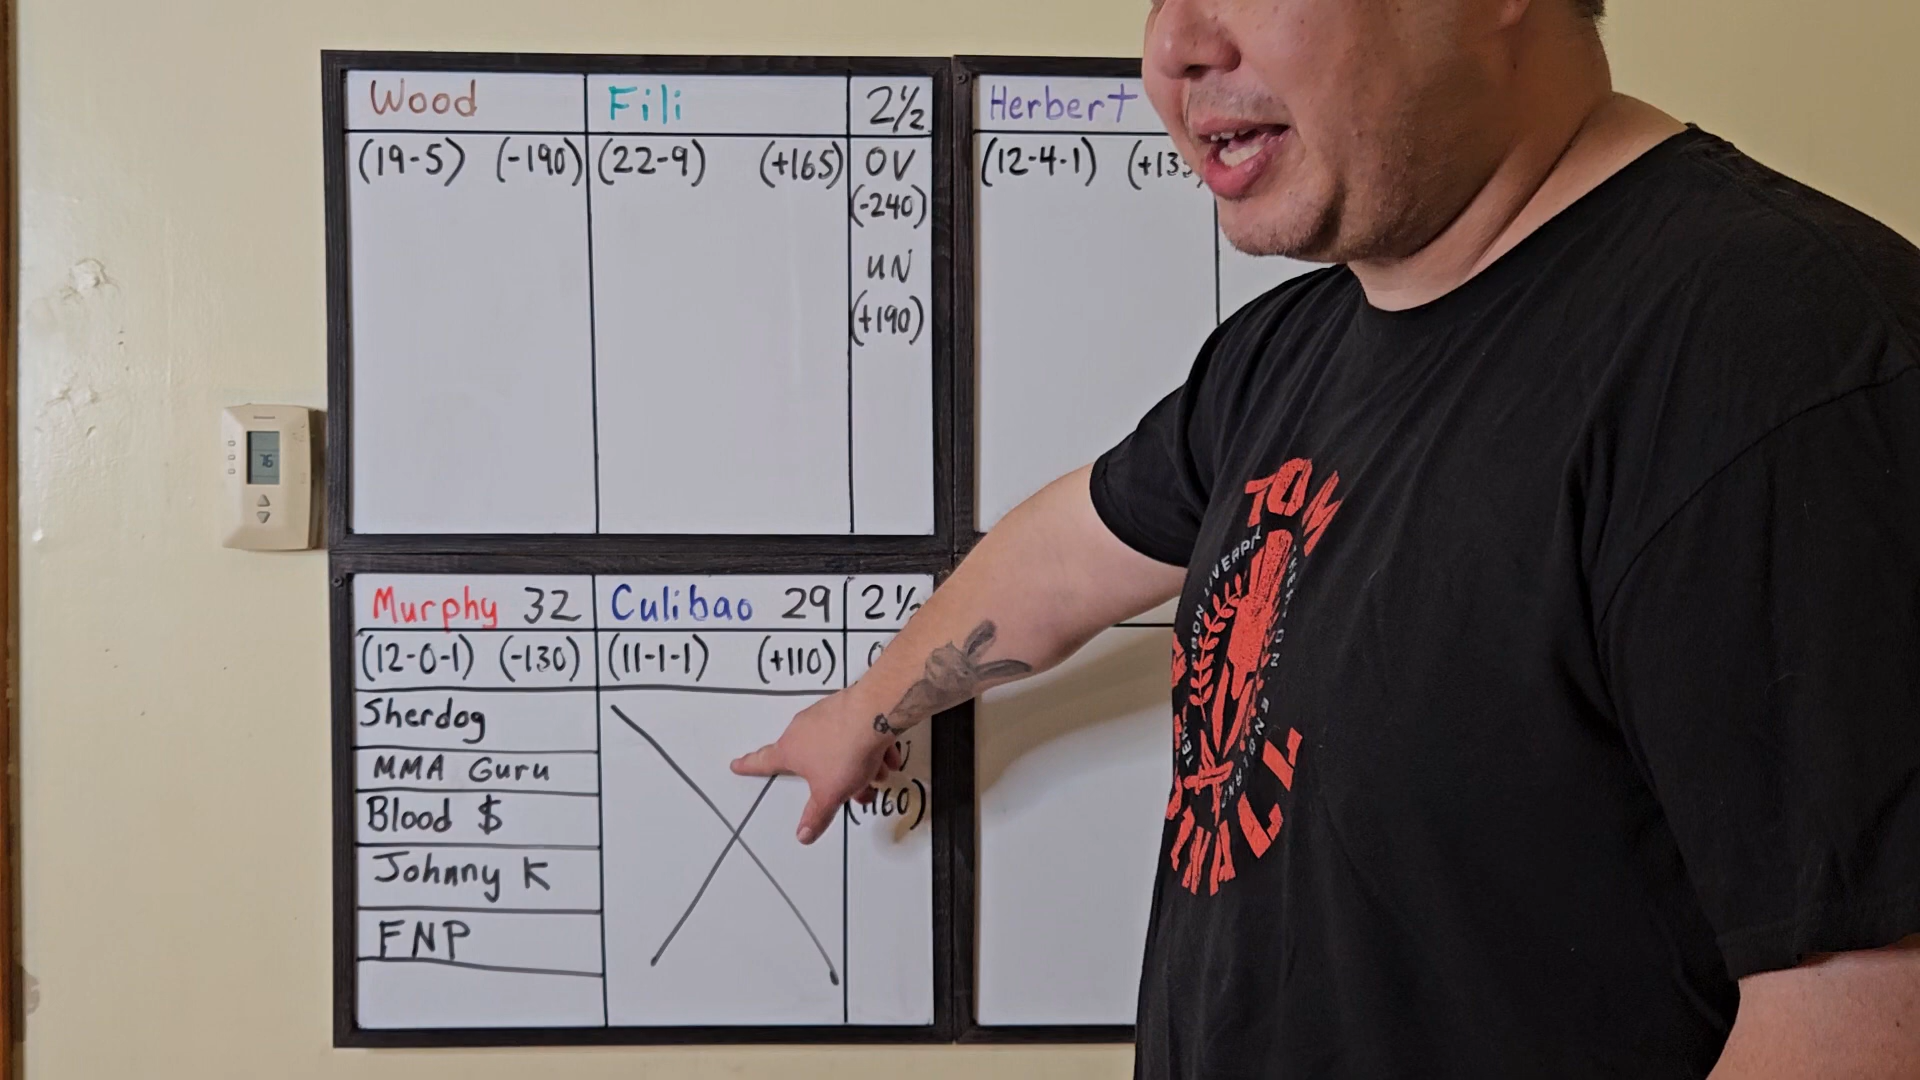 Wood Fili 2½
(19-5) (-190) (22-9) (+165) OV
(-240)
UN
(+190)
Herbert
(12-4-1)
Murphy 32 Culibao 29 2½
(12-0-1) (-130) (11-1-1) (+110)
Sherdog
MMA Guru
Blood $
Johnny K
FNP
76
TOM